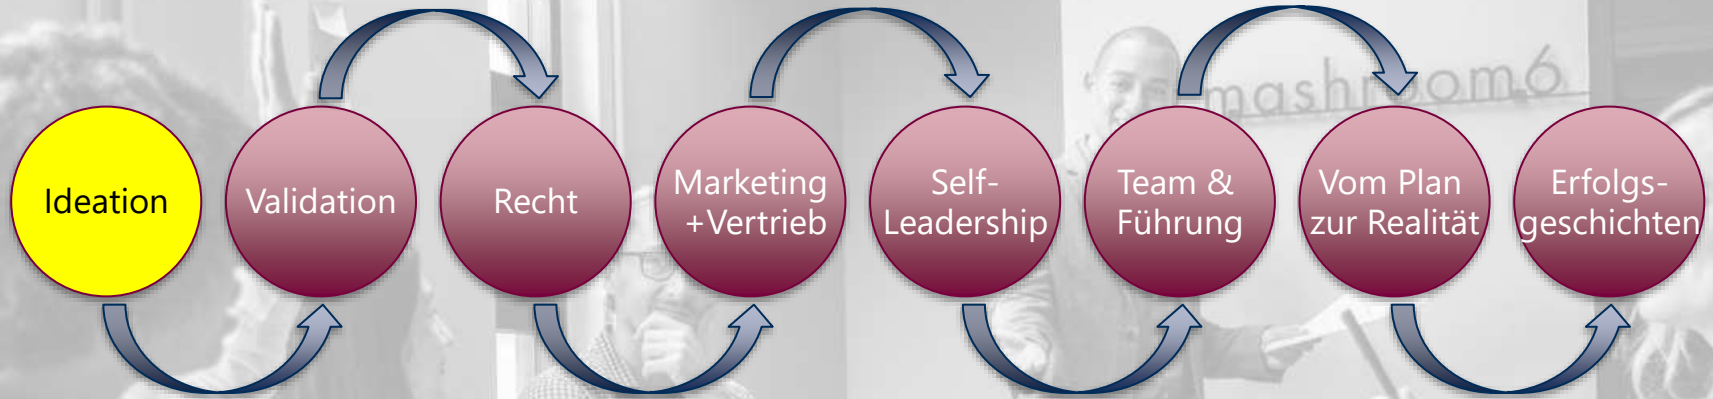 mashroom6
Ideation
Validation
Recht
Marketing
+Vertrieb
Self-
Leadership
Team &
Führung
Vom Plan
zur Realität
Erfolgs-
geschichten